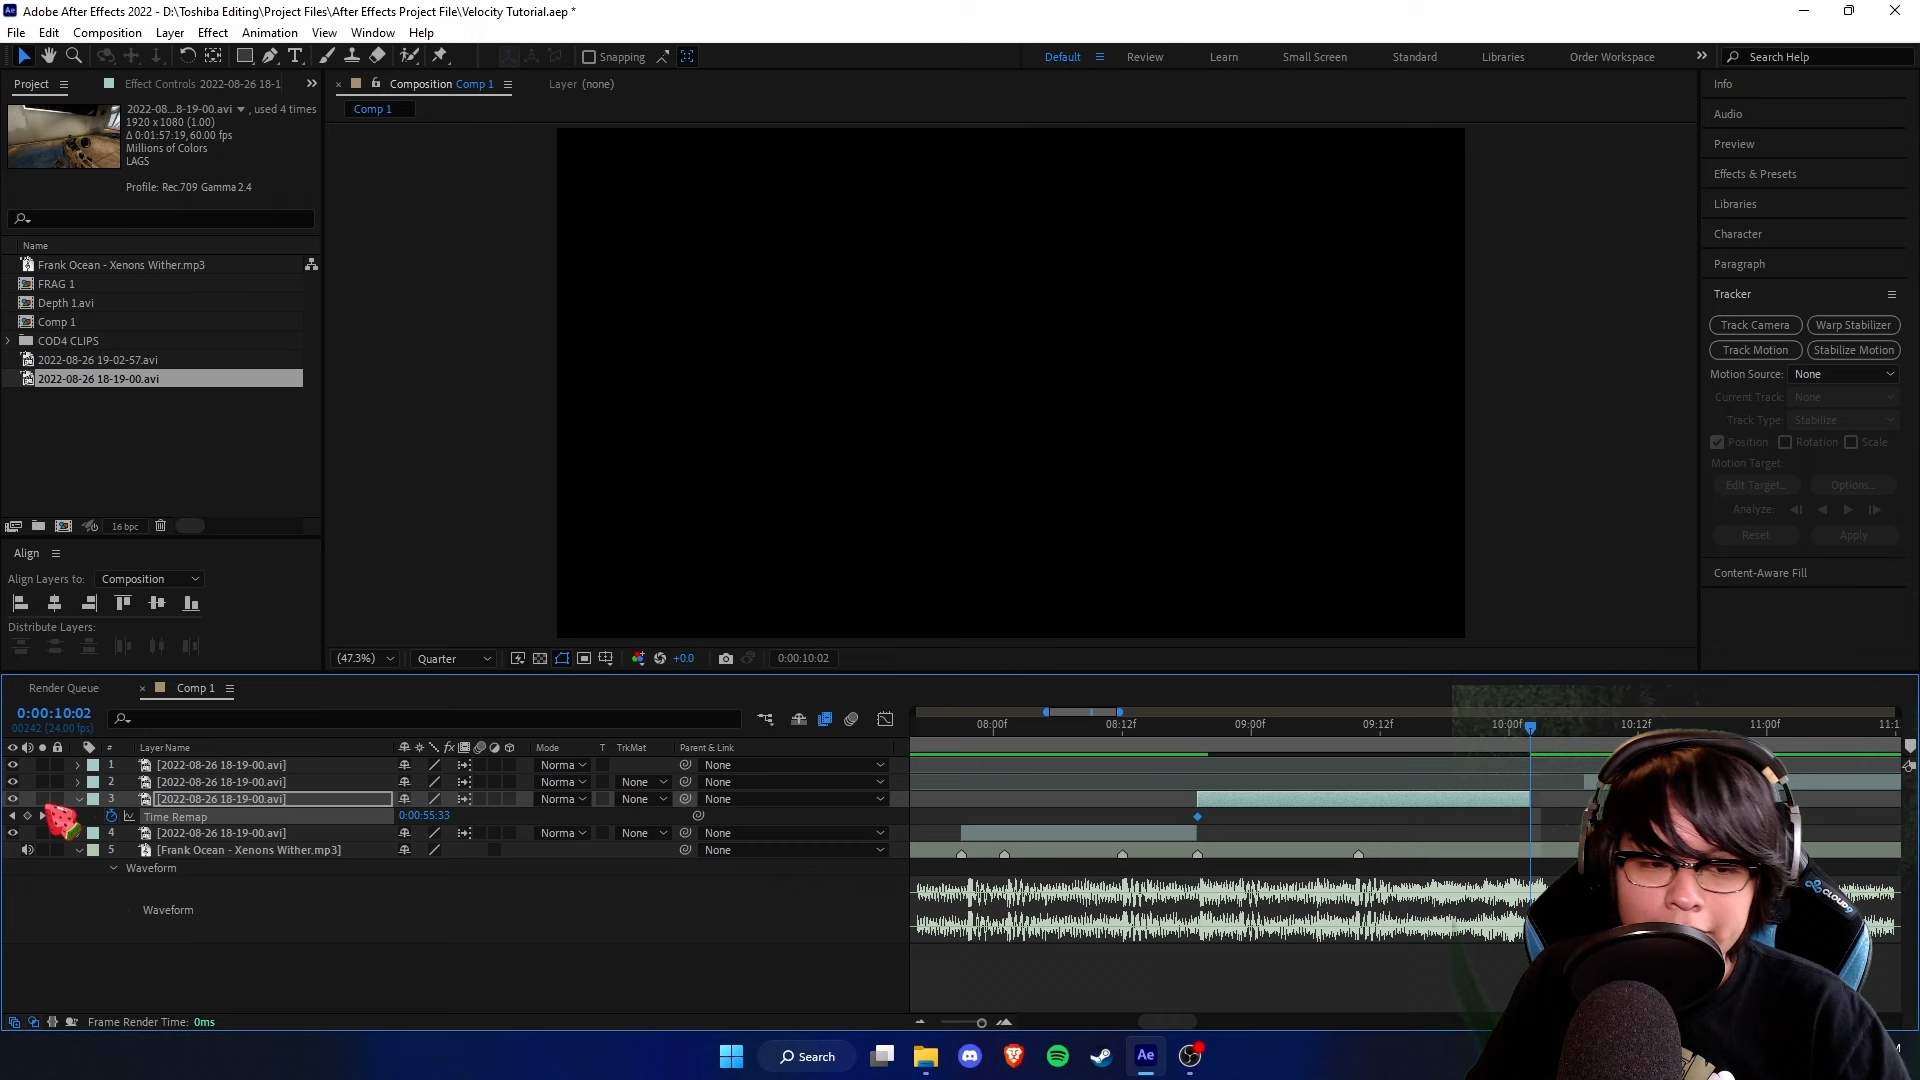 Adobe After Effects 2022 - D:\Toshiba Editing\Project Files\After Effects Project File\Velocity Tutorial.aep *
File Edit Composition Layer Effect Animation View Window Help
Snapping Default Review Learn Small Screen Standard Libraries Order Workspace Search Help
Project Effect Controls 2022-08-26 18-1
2022-08...8-19-00.avi , used 4 times
1920 x 1080 (1.00)
Δ 0:01:57:19, 60.00 fps
Millions of Colors
LAGS
Profile: Rec.709 Gamma 2.4
Name
Frank Ocean - Xenons Wither.mp3
FRAG 1
Depth 1.avi
Comp 1
COD4 CLIPS
2022-08-26 19-02-57.avi
2022-08-26 18-19-00.avi
16 bpc
Align
Align Layers to: Composition
Distribute Layers:
Composition Comp 1 Layer (none)
Comp 1
(47.3%) Quarter +0.0 0:00:10:02
Info
Audio
Preview
Effects & Presets
Libraries
Character
Paragraph
Tracker
Track Camera Warp Stabilizer
Track Motion Stabilize Motion
Motion Source: None
Current Track: None
Track Type: Stabilize
Position Rotation Scale
Motion Target:
Edit Target... Options...
Analyze:
Reset Apply
Content-Aware Fill
Render Queue Comp 1
0:00:10:02
00242 (24.00 fps)
08:00f 08:12f 09:00f 09:12f 10:00f 10:12f 11:00f 11:1
# Layer Name fx Mode T TrkMat Parent & Link
1 [2022-08-26 18-19-00.avi] Norma None
2 [2022-08-26 18-19-00.avi] Norma None None
3 [2022-08-26 18-19-00.avi] Norma None None
Time Remap 0:00:55:33
4 [2022-08-26 18-19-00.avi] Norma None None
5 [Frank Ocean - Xenons Wither.mp3] None
Waveform
Waveform
Frame Render Time: 0ms
CLOUD9
Search Ae